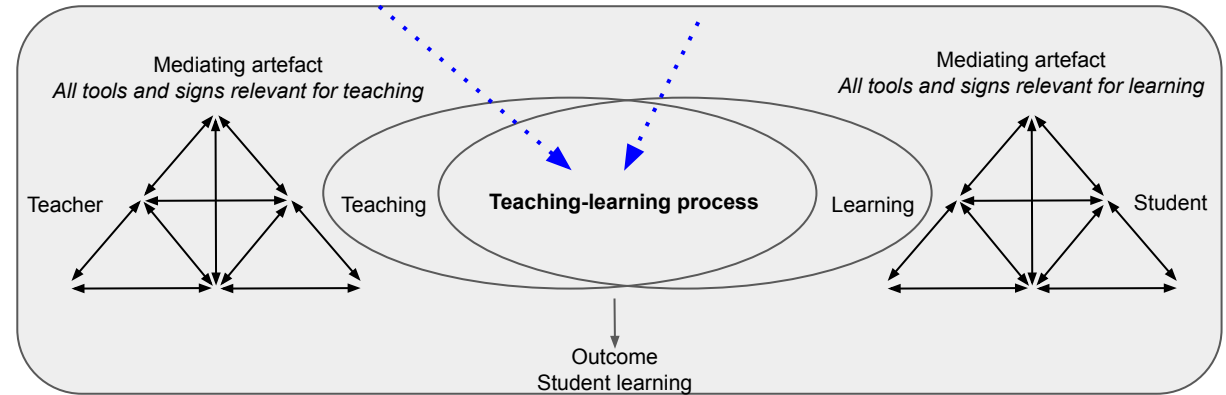 Mediating artefact
All tools and signs relevant for teaching
Mediating artefact
All tools and signs relevant for learning
Teacher
Teaching
Teaching-learning process
Learning
Student
Outcome
Student learning